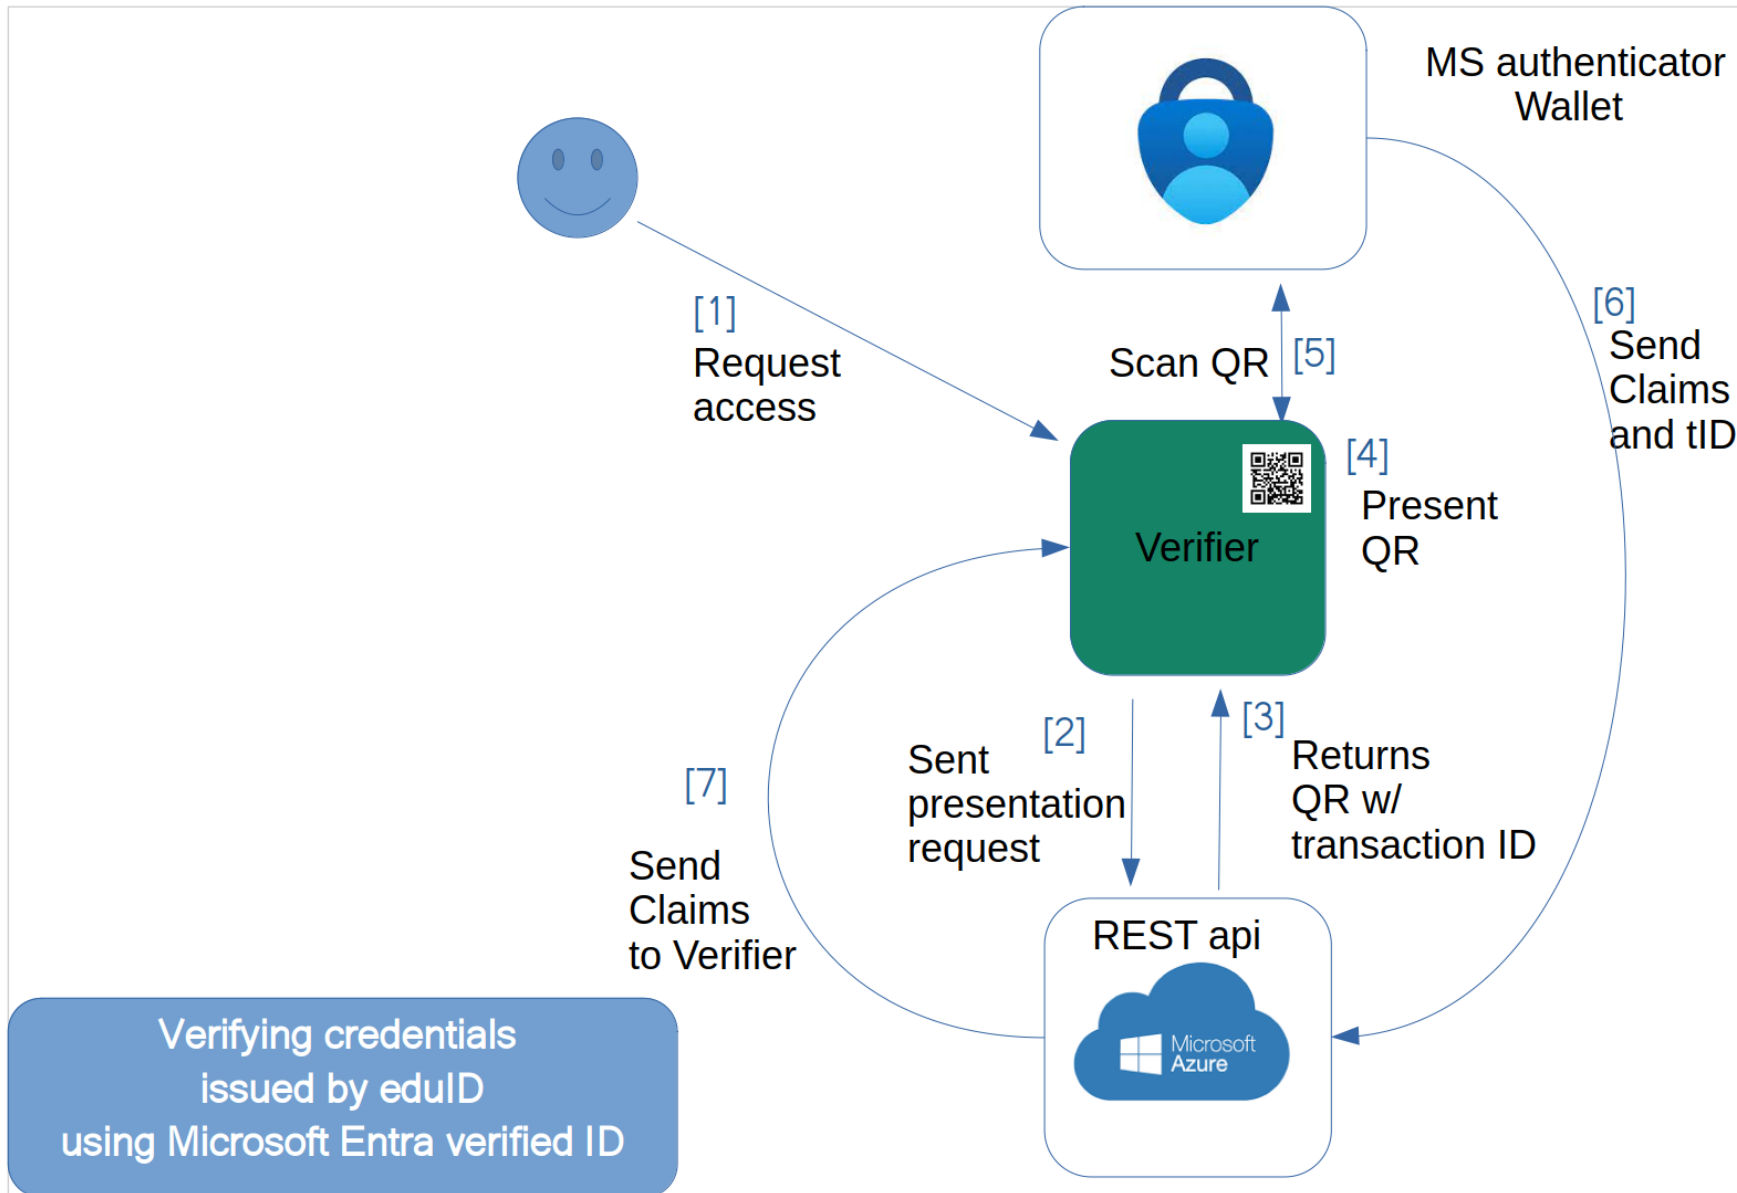 MS authenticator
Wallet
[1]
Request
access
Scan QR
[5]
[6]
Send
Claims
and tID
[4]
Present
QR
Verifier
[2]
Sent
presentation
request
[3]
Returns
QR w/
transaction ID
[7]
Send
Claims
to Verifier
REST api
Microsoft
Azure
Verifying credentials
issued by eduID
using Microsoft Entra verified ID